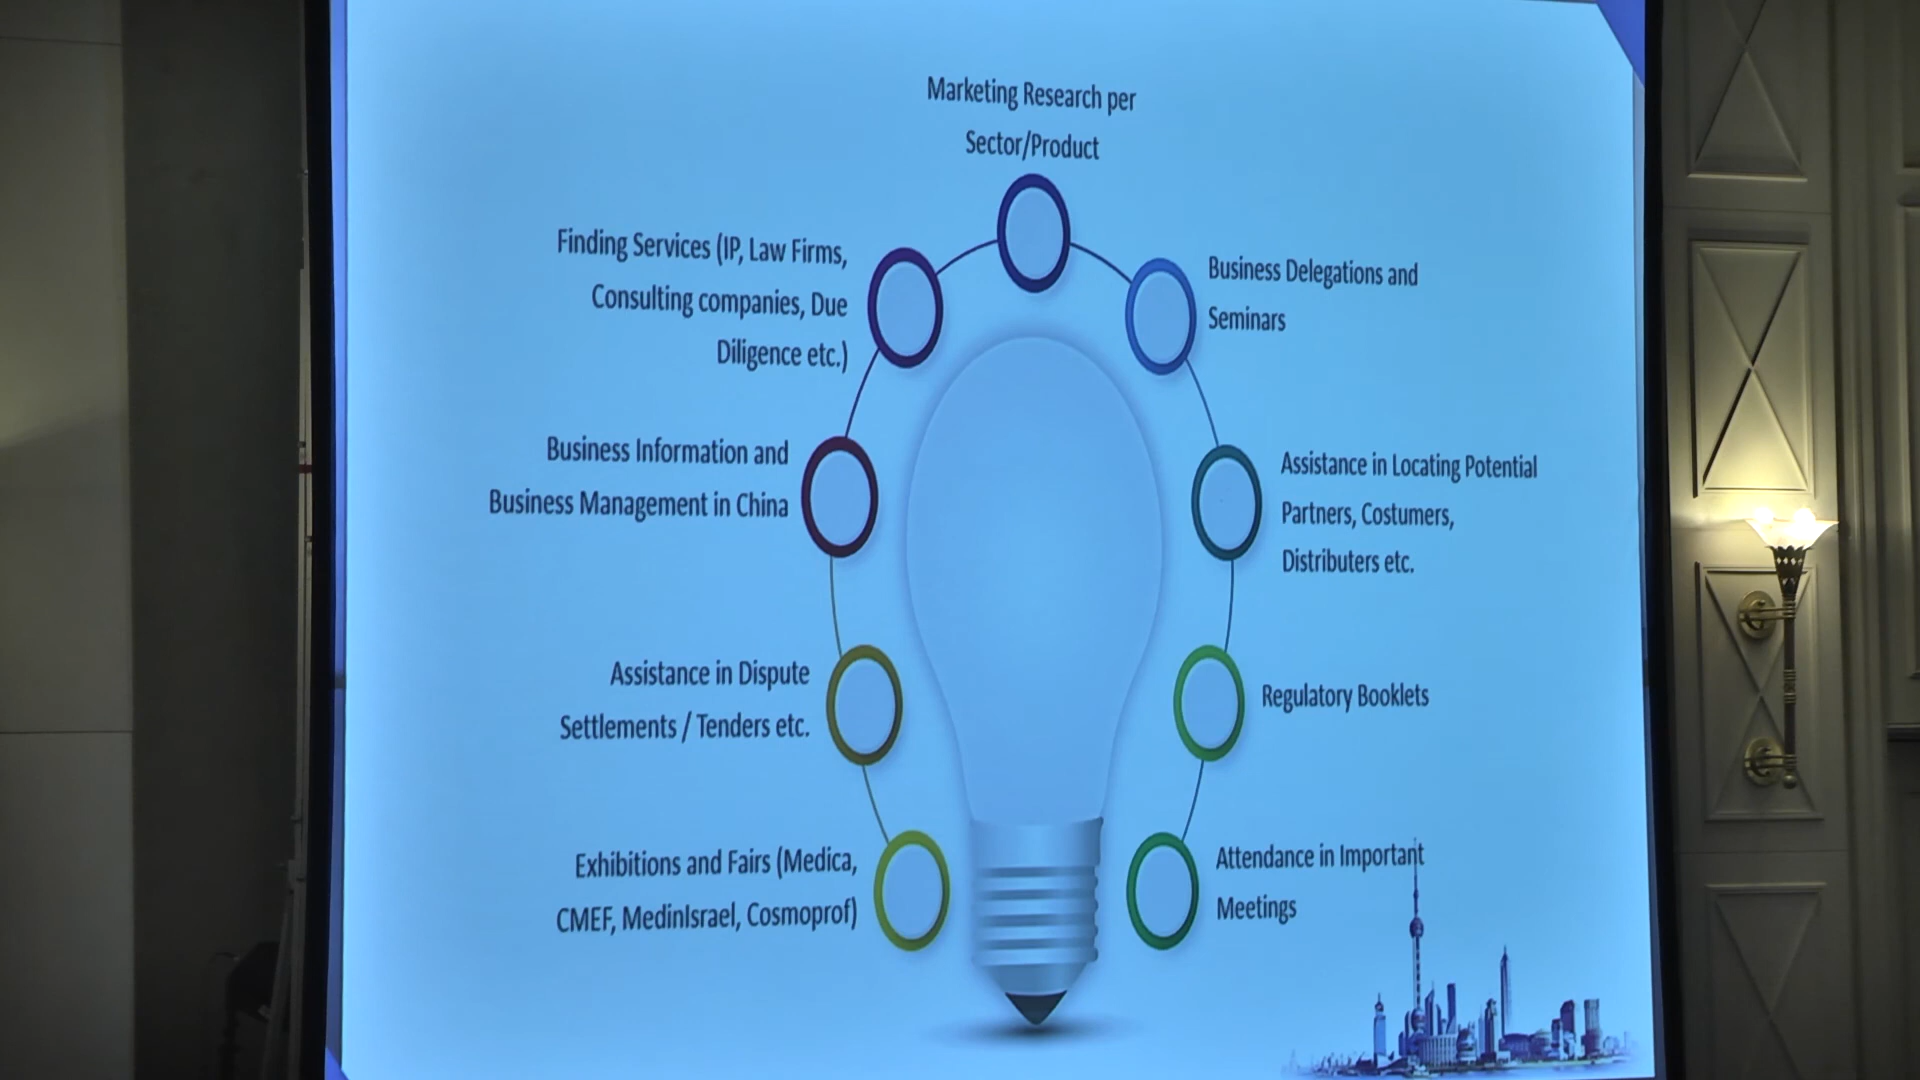 Marketing Research per
Sector/Product
Finding Services (IP, Law Firms,
Consulting companies, Due
Diligence etc.)
Business Delegations and
Seminars
Business Information and
Business Management in China
Assistance in Locating Potential
Partners, Costumers,
Distributers etc.
Assistance in Dispute
Settlements / Tenders etc.
Regulatory Booklets
Exhibitions and Fairs (Medica,
CMEF, MedinIsrael, Cosmoprof)
Attendance in Important
Meetings